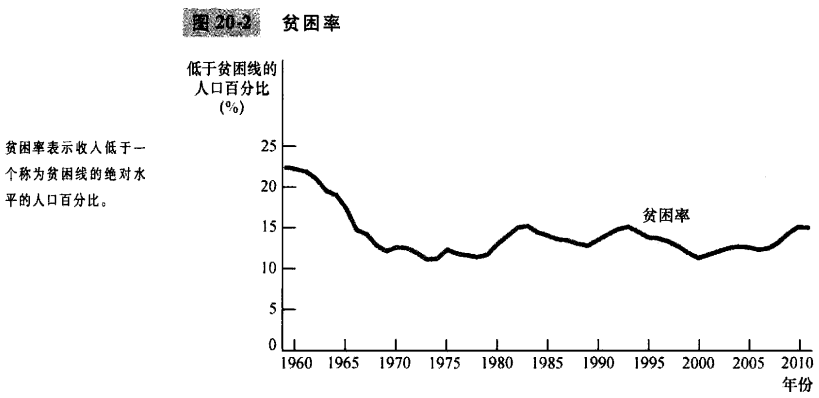 图 20-2 贫困率
低于贫困线的
人口百分比
(%)
贫困率表示收入低于一
个称为贫困线的绝对水
平的人口百分比。
25
20
15
10
5
0
贫困率
1960 1965 1970 1975 1980 1985 1990 1995 2000 2005 2010
年份